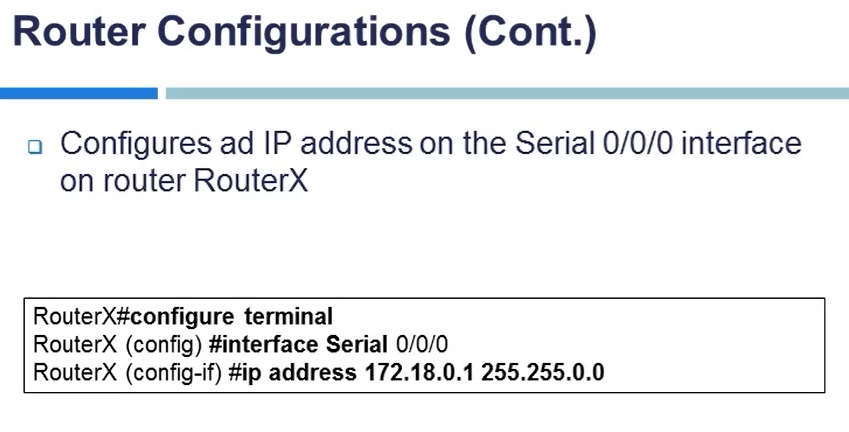 Router Configurations (Cont.)
Configures ad IP address on the Serial 0/0/0 interface
on router RouterX
RouterX#configure terminal
RouterX (config) #interface Serial 0/0/0
RouterX (config-if) #ip address 172.18.0.1 255.255.0.0